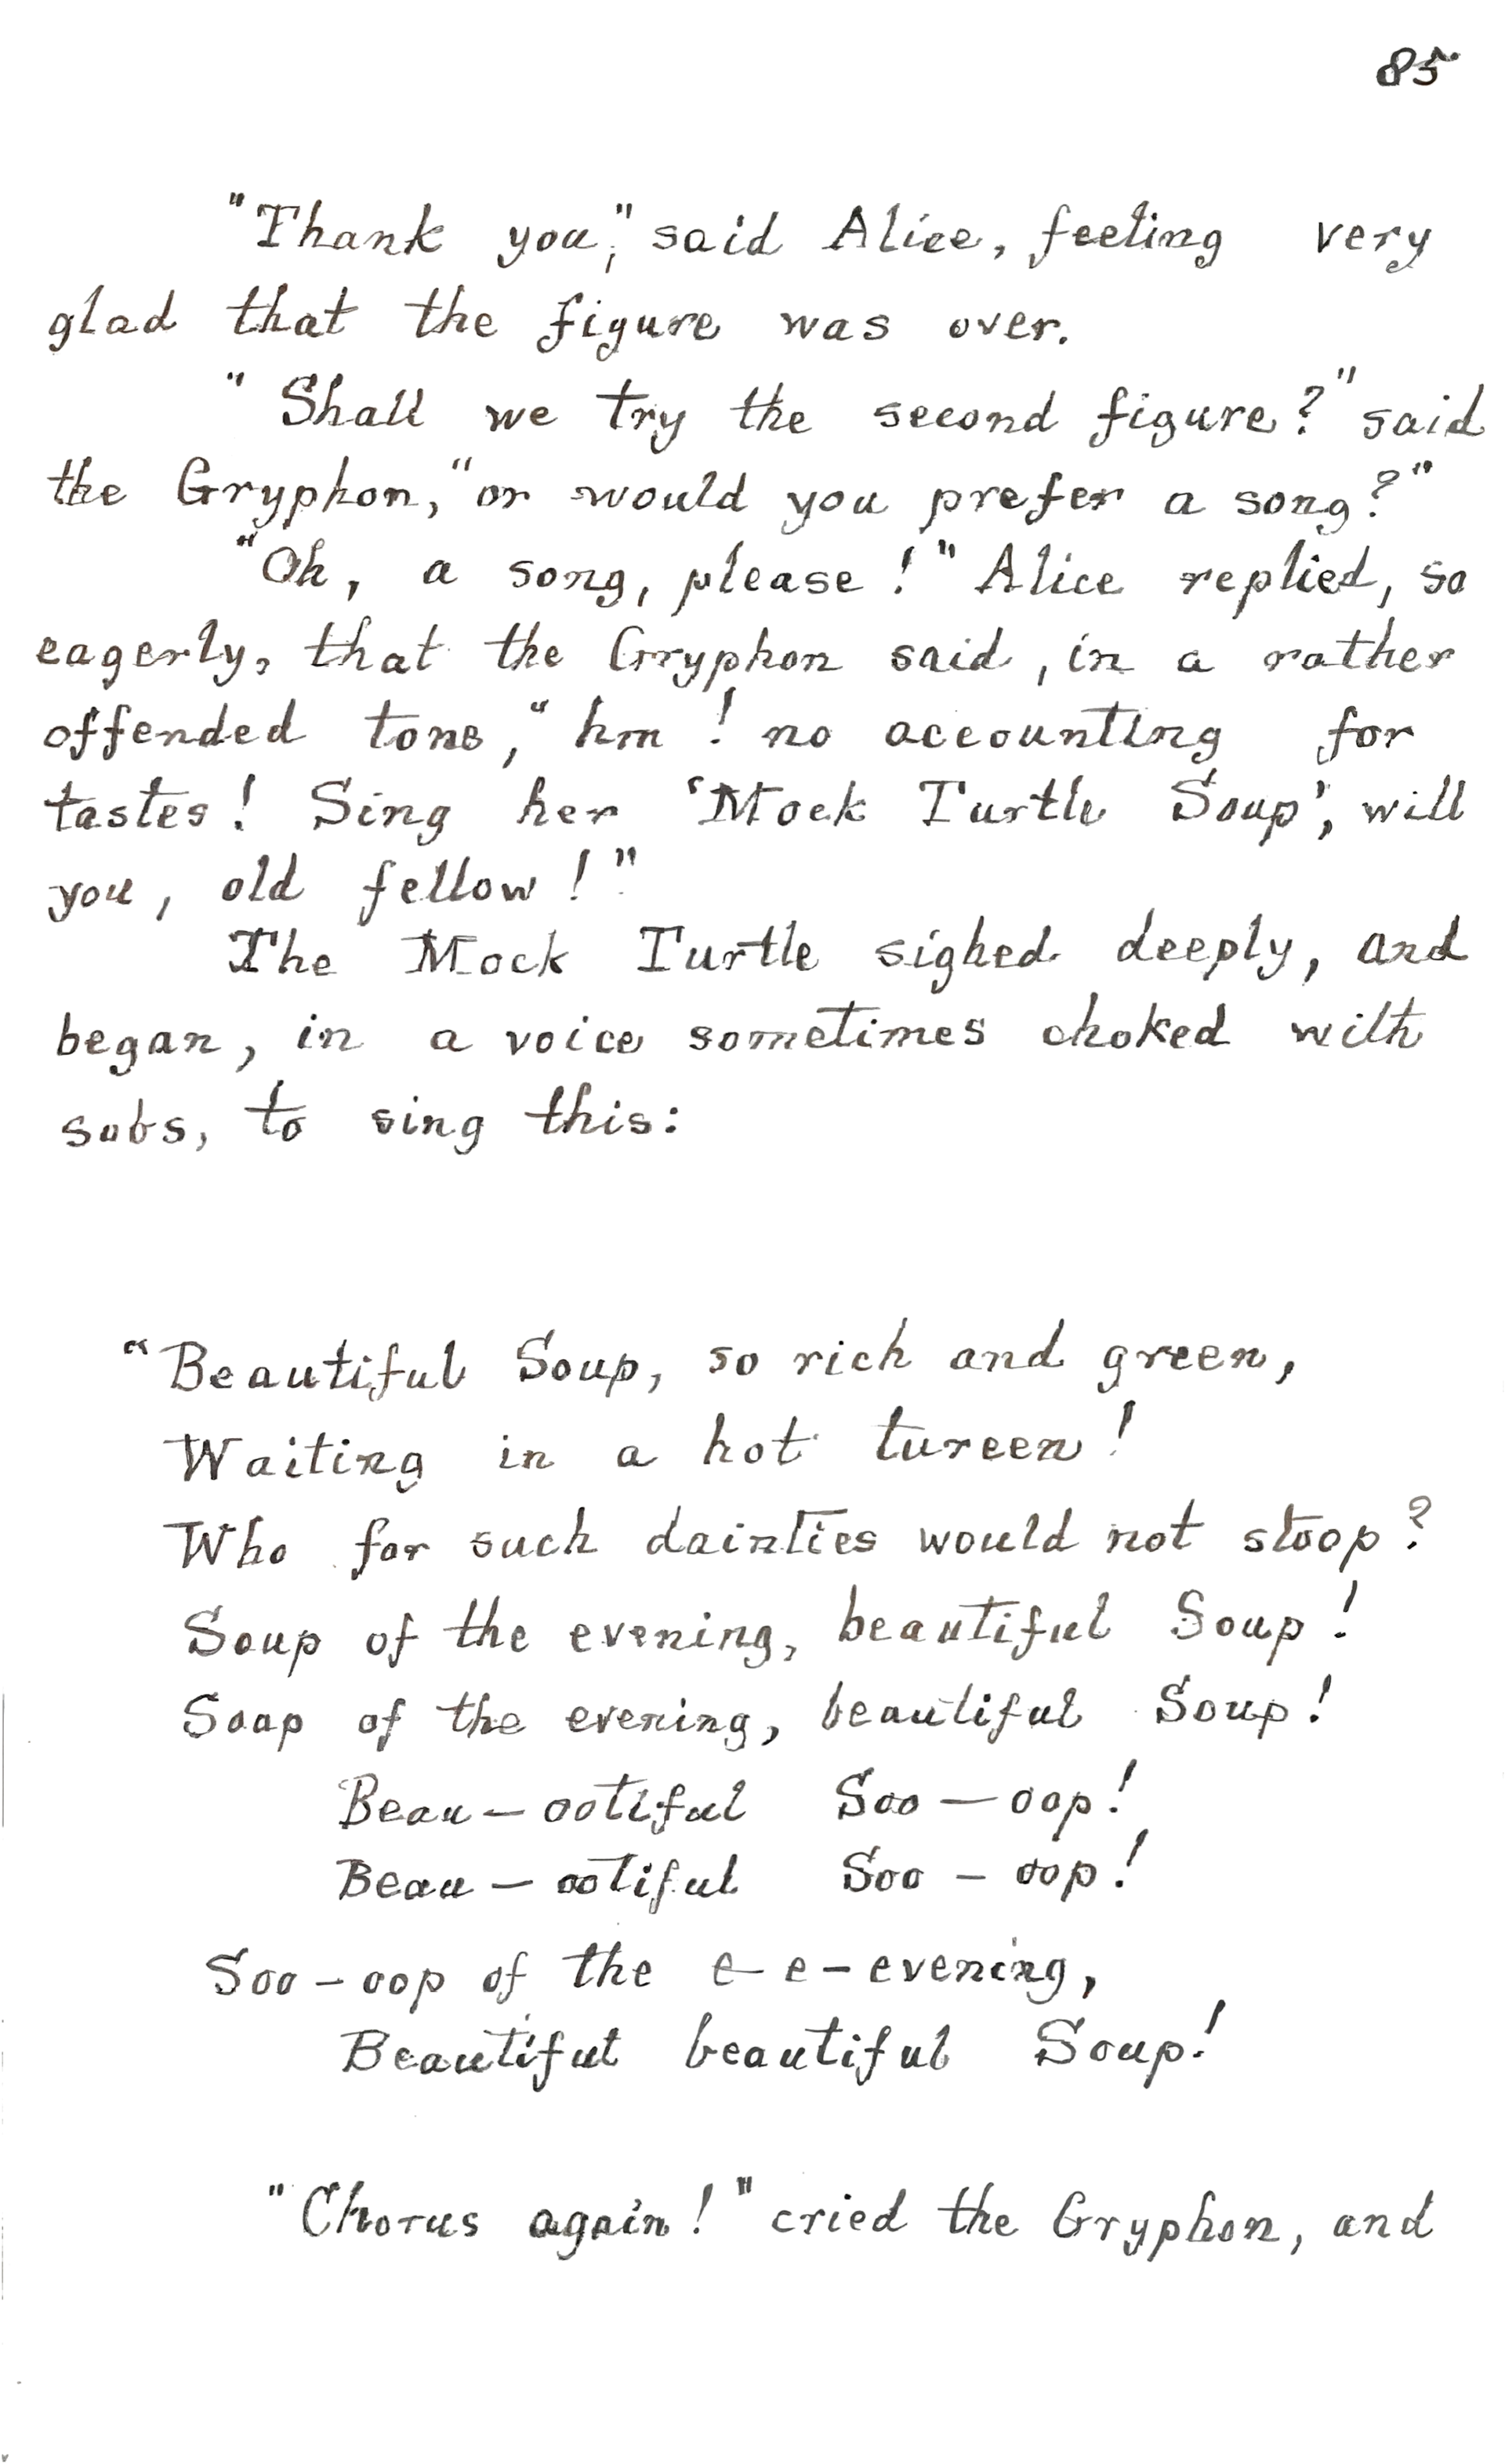 85
"Thank you," said Alice, feeling very
glad that the figure was over.
"Shall we try the second figure?" said
the Gryphon, "or would you prefer a song?"
"Oh, a song, please!" Alice replied, so
eagerly, that the Gryphon said, in a rather
offended tone, "hm! no accounting for
tastes! Sing her 'Mock Turtle Soup', will
you, old fellow!"
The Mock Turtle sighed deeply, and
began, in a voice sometimes choked with
sobs, to sing this:
"Beautiful Soup, so rich and green,
Waiting in a hot tureen!
Who for such dainties would not stoop?
Soup of the evening, beautiful Soup!
Soup of the evening, beautiful Soup!
Beau—ootiful Soo—oop!
Beau—ootiful Soo—oop!
Soo—oop of the e—e—evening,
Beautiful beautiful Soup!
"Chorus again!" cried the Gryphon, and